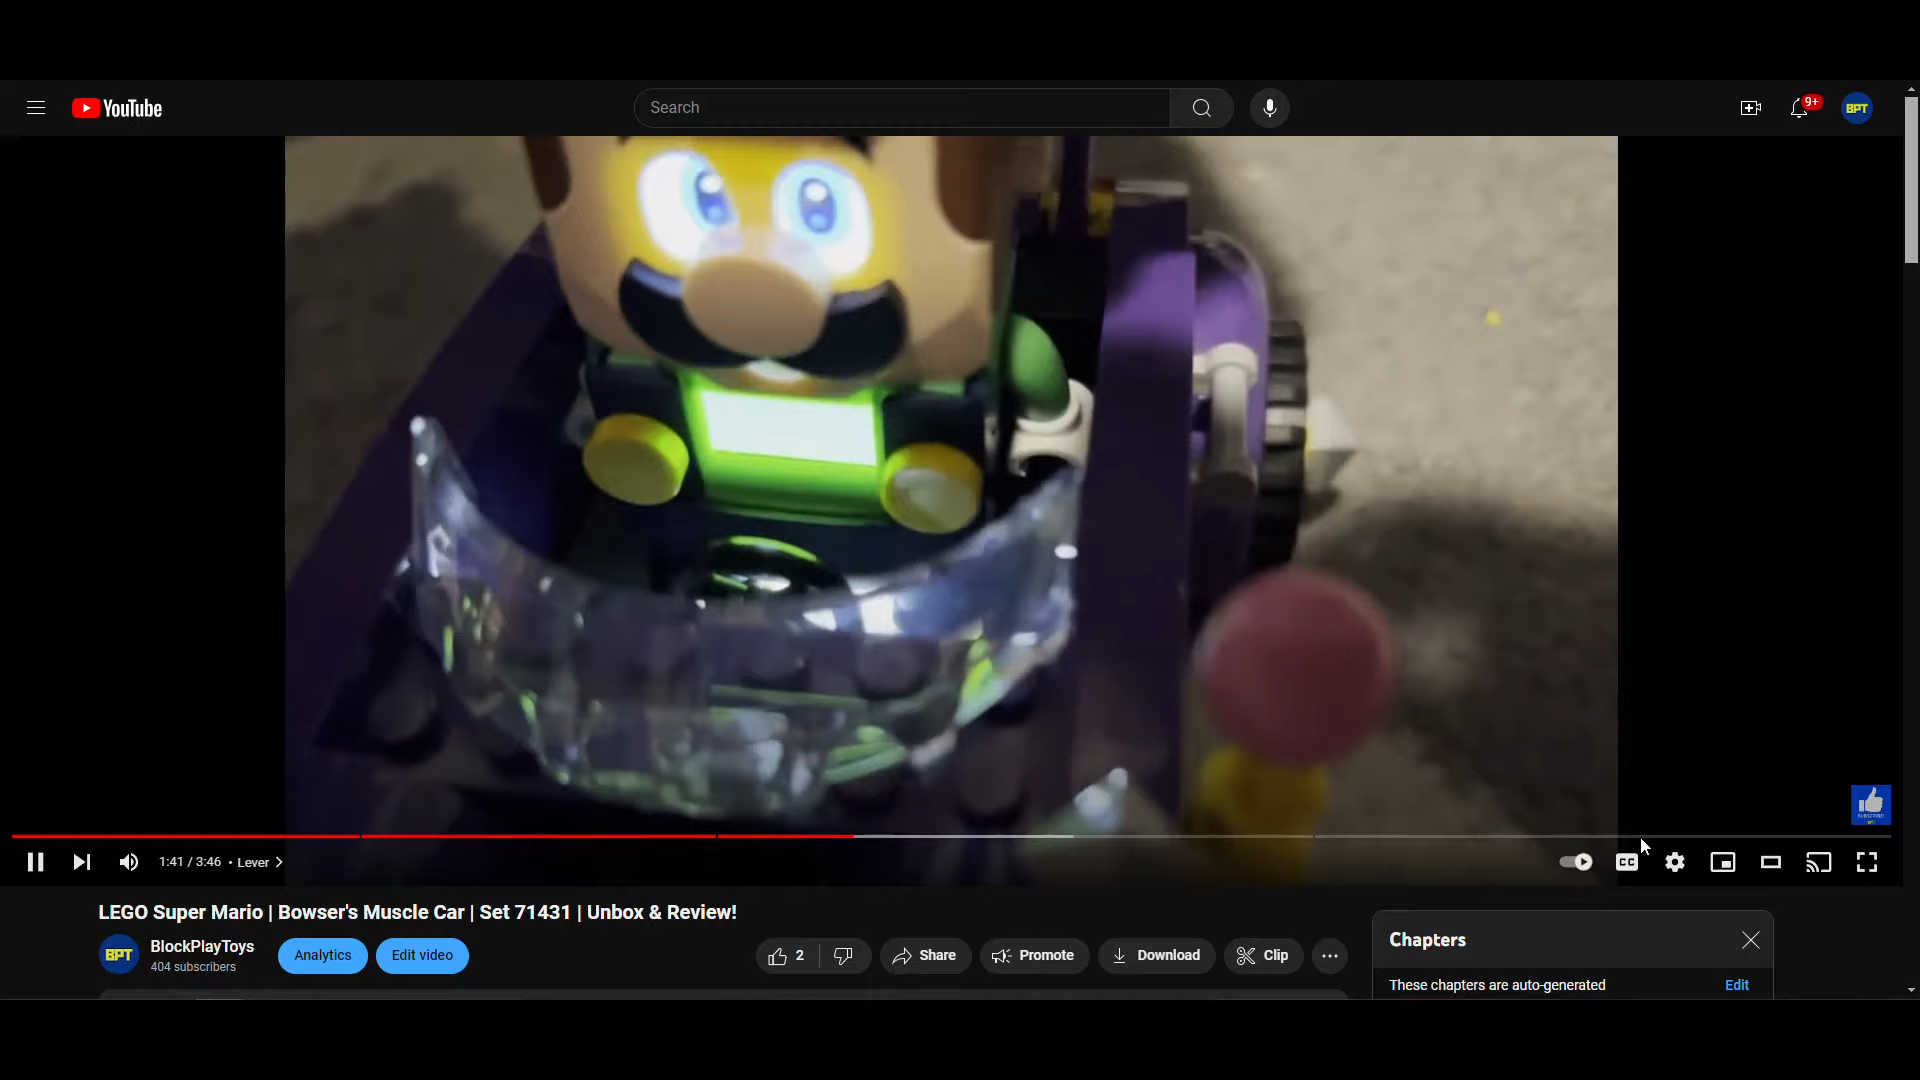 YouTube
Search
9+
BPT
SUBSCRIBE!
1:41 / 3:46 • Lever
CC
LEGO Super Mario | Bowser's Muscle Car | Set 71431 | Unbox & Review!
BPT
BlockPlayToys
404 subscribers
Analytics
Edit video
2
Share
Promote
Download
Clip
Chapters
These chapters are auto-generated
Edit